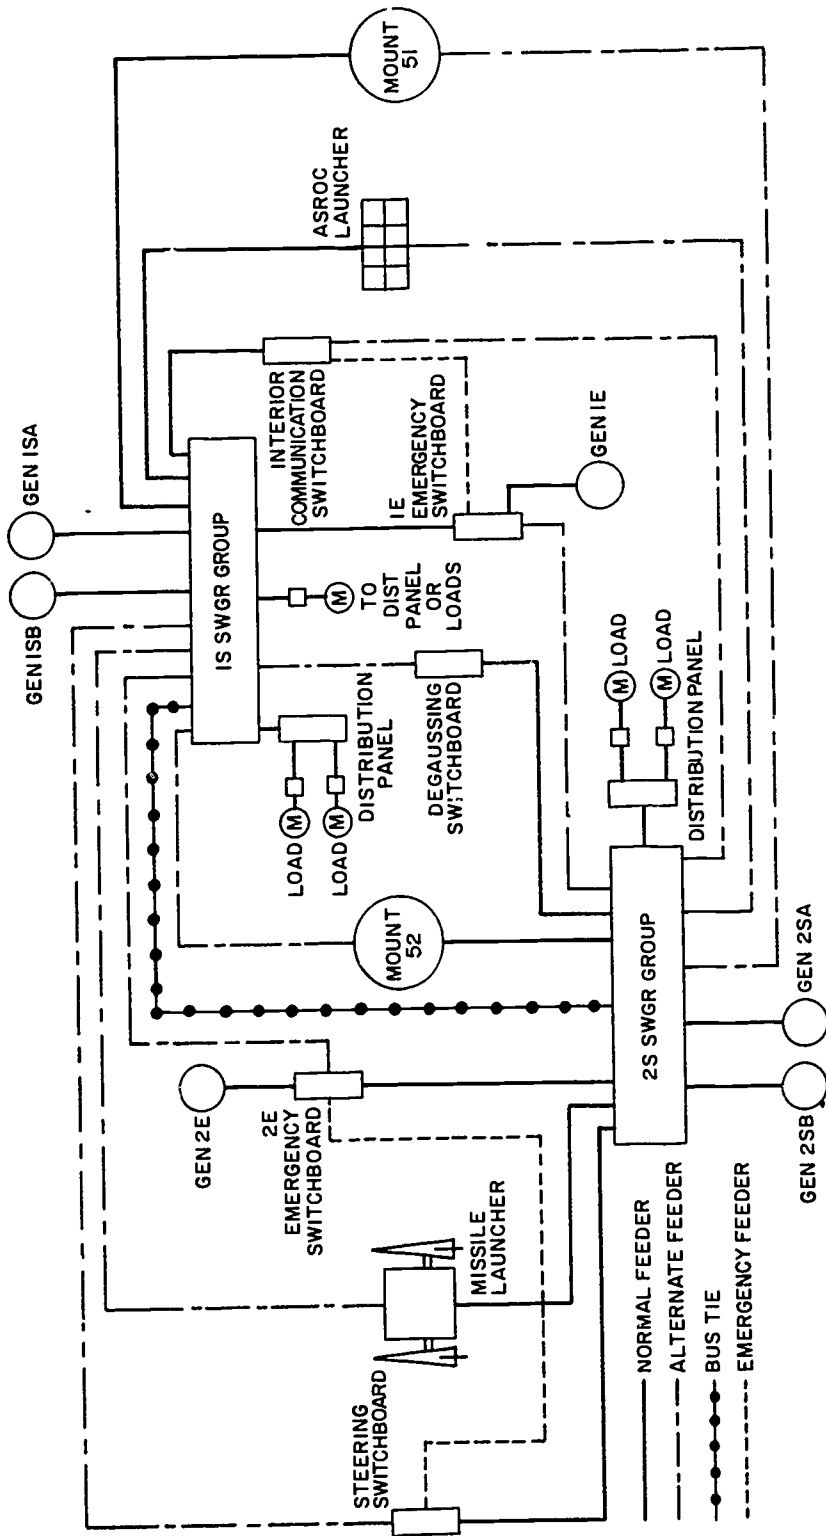 GEN 1SB
GEN 1SA
1S SWGR GROUP
GEN 2E
2E
EMERGENCY
SWITCHBOARD
STEERING
SWITCHBOARD
MISSILE
LAUNCHER
MOUNT
52
LOAD
M
LOAD
M
DISTRIBUTION
PANEL
M
TO
DIST
PANEL
OR
LOADS
DEGAUSSING
SWITCHBOARD
INTERIOR
COMMUNICATION
SWITCHBOARD
1E
EMERGENCY
SWITCHBOARD
GEN 1E
ASROC
LAUNCHER
MOUNT
51
2S SWGR GROUP
M
LOAD
M
LOAD
DISTRIBUTION PANEL
GEN 2SB
GEN 2SA
NORMAL FEEDER
ALTERNATE FEEDER
BUS TIE
EMERGENCY FEEDER